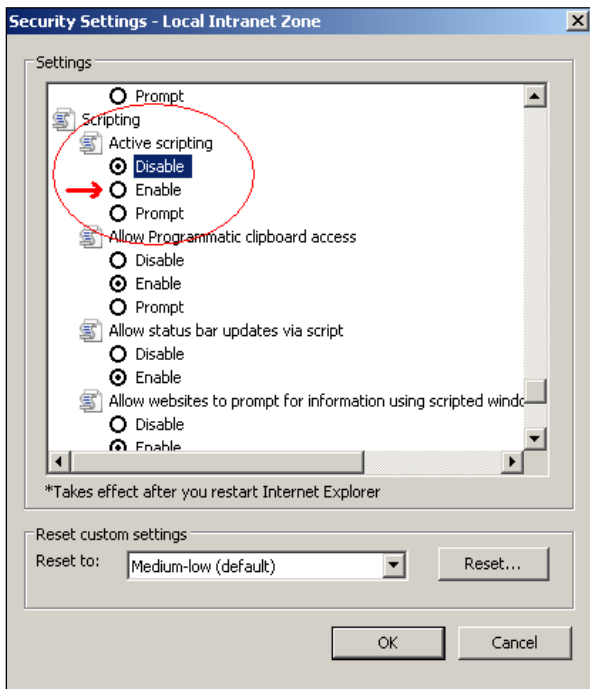 Security Settings - Local Intranet Zone
Settings
Prompt
Scripting
Active scripting
Disable
Enable
Prompt
Allow Programmatic clipboard access
Disable
Enable
Prompt
Allow status bar updates via script
Disable
Enable
Allow websites to prompt for information using scripted
Disable
Enable
*Takes effect after you restart Internet Explorer
Reset custom settings
Reset to: Medium-low (default) Reset...
OK Cancel